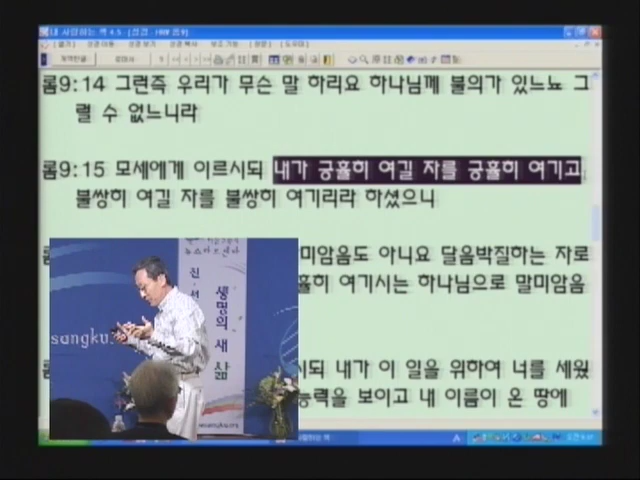 롬9:14 그런즉 우리가 무슨 말 하리요 하나님께 불의가 있느뇨 그
럴 수 없느니라
롬9:15 모세에게 이르시되 내가 긍휼히 여길 자를 긍휼히 여기고
불쌍히 여길 자를 불쌍히 여기리라 하셨으니
미암음도 아니요 달음박질하는 자로
휼히 여기시는 하나님으로 말미암음
시되 내가 이 일을 위하여 너를 세웠
능력을 보이고 내 이름이 온 땅에
sangku
생명의 새 삶